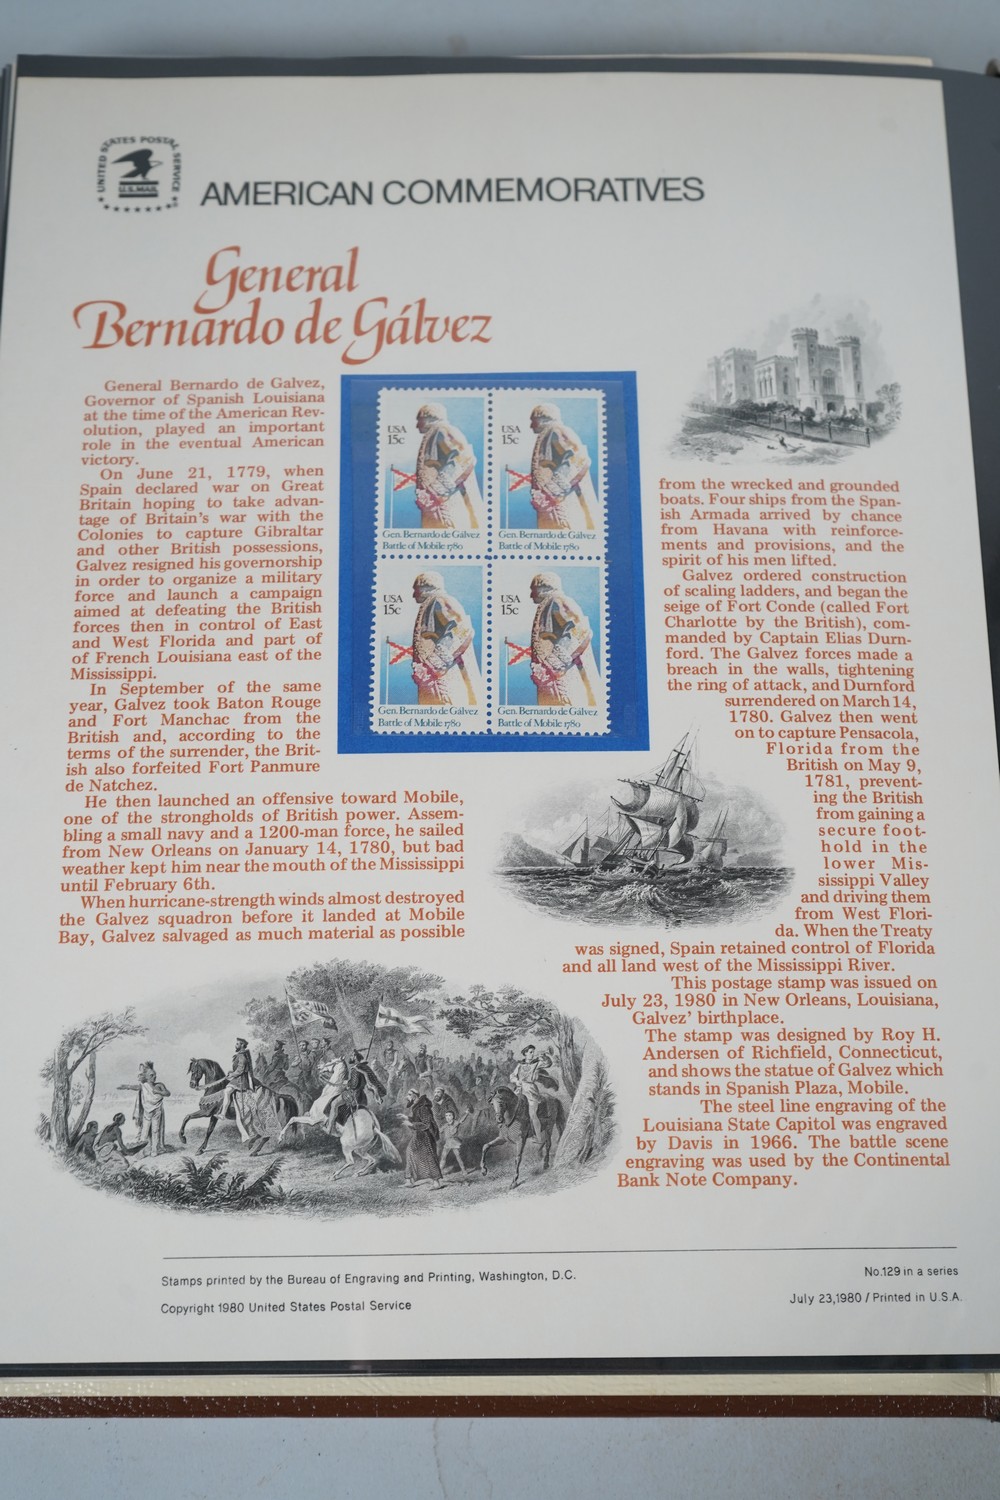 UNITED STATES POSTAL SERVICE
U.S. MAIL
AMERICAN COMMEMORATIVES
General
Bernardo de Gálvez
General Bernardo de Galvez,
Governor of Spanish Louisiana
at the time of the American Rev-
olution, played an important
role in the eventual American
victory.
On June 21, 1779, when
Spain declared war on Great
Britain hoping to take advan-
tage of Britain's war with the
Colonies to capture Gibraltar
and other British possessions,
Galvez resigned his governorship
in order to organize a military
force and launch a campaign
aimed at defeating the British
forces then in control of East
and West Florida and part of
of French Louisiana east of the
Mississippi.
In September of the same
year, Galvez took Baton Rouge
and Fort Manchac from the
British and, according to the
terms of the surrender, the Brit-
ish also forfeited Fort Panmure
de Natchez.
He then launched an offensive toward Mobile,
one of the strongholds of British power. Assem-
bling a small navy and a 1200-man force, he sailed
from New Orleans on January 14, 1780, but bad
weather kept him near the mouth of the Mississippi
until February 6th.
When hurricane-strength winds almost destroyed
the Galvez squadron before it landed at Mobile
Bay, Galvez salvaged as much material as possible
USA
15c
Gen. Bernardo de Gálvez
Battle of Mobile 1780
USA
15c
Gen. Bernardo de Gálvez
Battle of Mobile 1780
USA
15c
Gen. Bernardo de Gálvez
Battle of Mobile 1780
USA
15c
Gen. Bernardo de Gálvez
Battle of Mobile 1780
from the wrecked and grounded
boats. Four ships from the Span-
ish Armada arrived by chance
from Havana with reinforce-
ments and provisions, and the
spirit of his men lifted.
Galvez ordered construction
of scaling ladders, and began the
seige of Fort Conde (called Fort
Charlotte by the British), com-
manded by Captain Elias Durn-
ford. The Galvez forces made a
breach in the walls, tightening
the ring of attack, and Durnford
surrendered on March 14,
1780. Galvez then went
on to capture Pensacola,
Florida from the
British on May 9,
1781, prevent-
ing the British
from gaining a
secure foot-
hold in the
lower Mis-
sissippi Valley
and driving them
from West Flori-
da. When the Treaty
was signed, Spain retained control of Florida
and all land west of the Mississippi River.
This postage stamp was issued on
July 23, 1980 in New Orleans, Louisiana,
Galvez' birthplace.
The stamp was designed by Roy H.
Andersen of Richfield, Connecticut,
and shows the statue of Galvez which
stands in Spanish Plaza, Mobile.
The steel line engraving of the
Louisiana State Capitol was engraved
by Davis in 1966. The battle scene
engraving was used by the Continental
Bank Note Company.
Stamps printed by the Bureau of Engraving and Printing, Washington, D.C.
Copyright 1980 United States Postal Service
No.129 in a series
July 23,1980 / Printed in U.S.A.